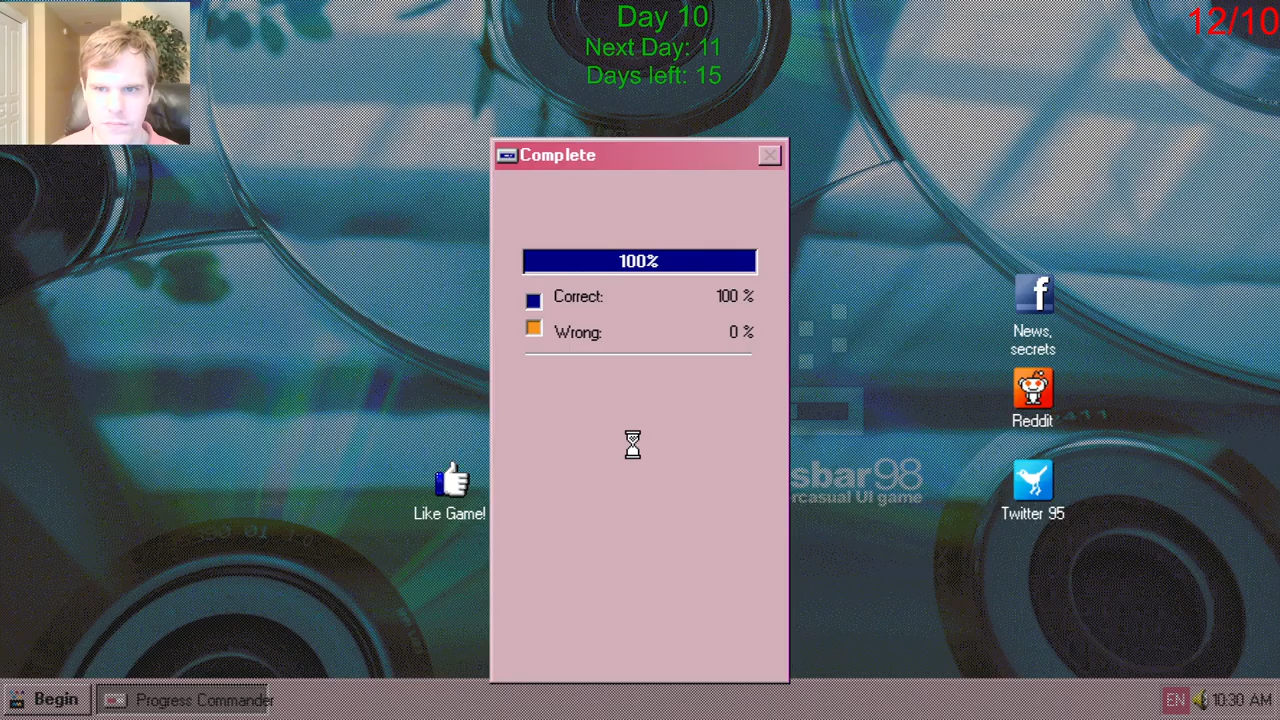 Day 10
Next Day: 11
Days left: 15
12/10
Complete
100%
Correct: 100 %
Wrong: 0 %
News,
secrets
Reddit
sbar98
rcasual UI game
Like Game!
Twitter 95
Begin
Progress Commander
EN
10:30 AM